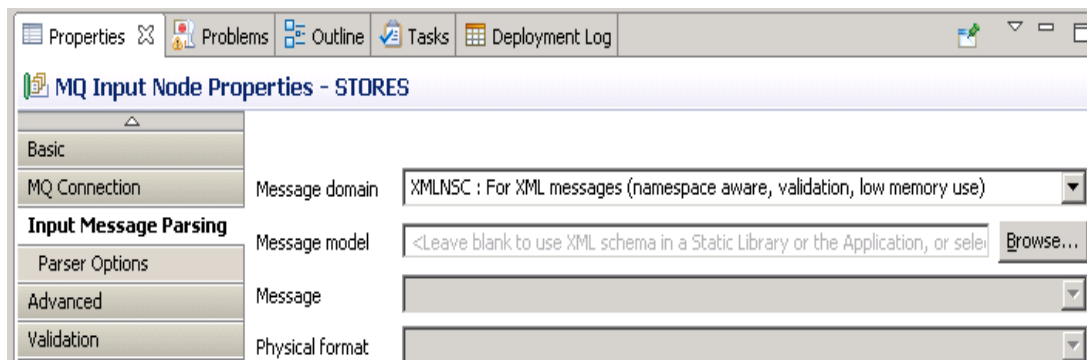 Properties Problems Outline Tasks Deployment Log
MQ Input Node Properties - STORES
Basic
MQ Connection
Input Message Parsing
Parser Options
Advanced
Validation
Message domain XMLNSC : For XML messages (namespace aware, validation, low memory use)
Message model <Leave blank to use XML schema in a Static Library or the Application, or sele Browse...
Message
Physical format